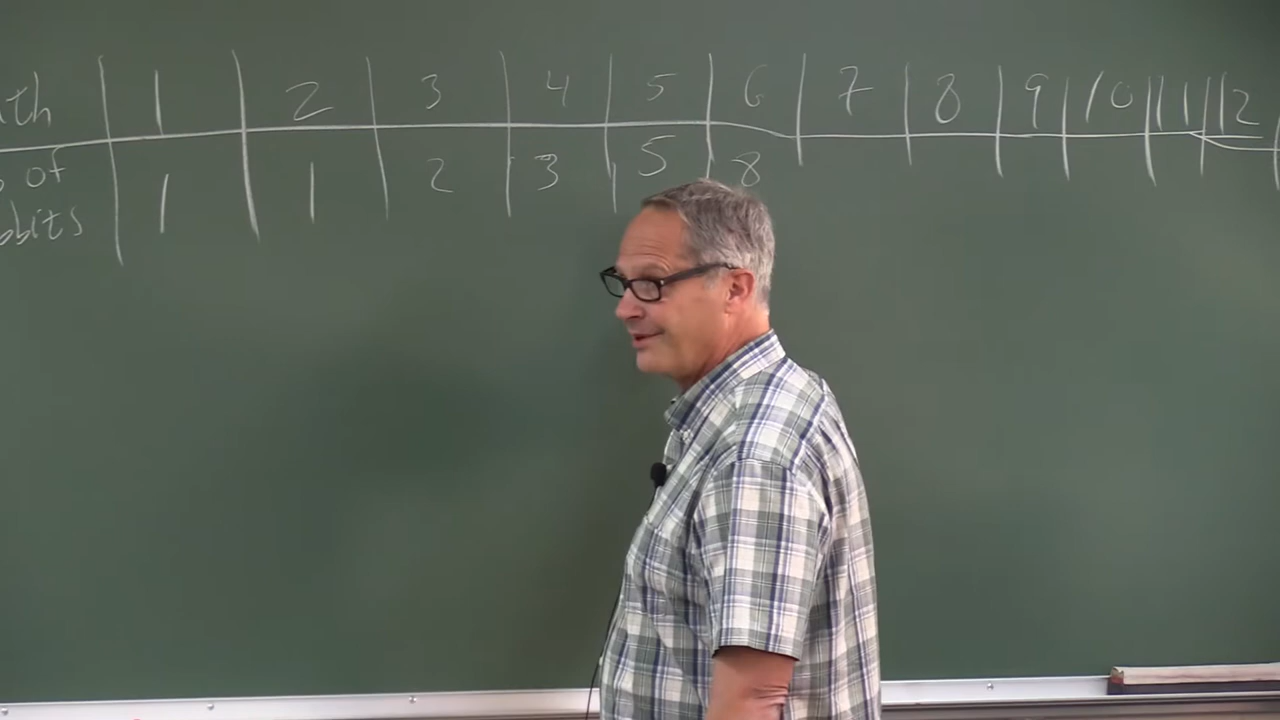 th 1 2 3 4 5 6 7 8 9 10 11 12
of 1 1 2 3 5 8
bbits